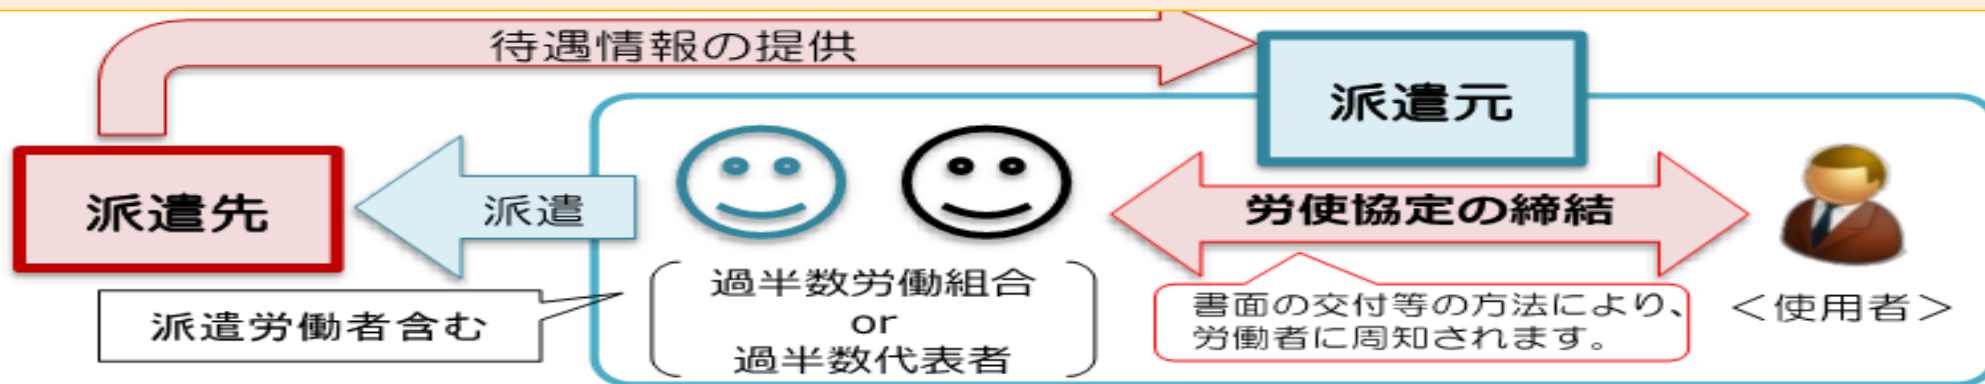 待遇情報の提供
派遣元
派遣先
派遣
労使協定の締結
過半数労働組合
or
過半数代表者
派遣労働者含む
書面の交付等の方法により、
労働者に周知されます。
＜使用者＞